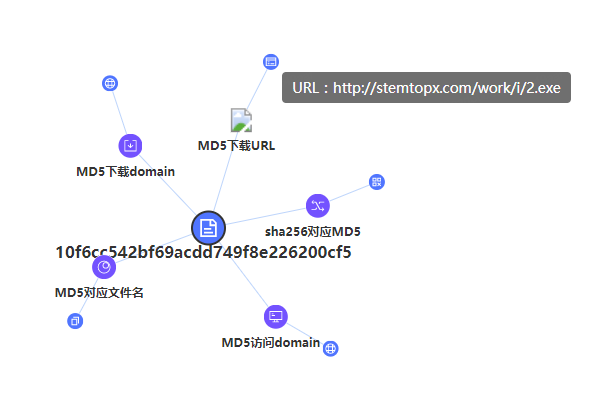 URL：http://stemtopx.com/work/i/2.exe
MD5下载URL
MD5下载domain
sha256对应MD5
10f6cc542bf69acdd749f8e226200cf5
MD5对应文件名
MD5访问domain